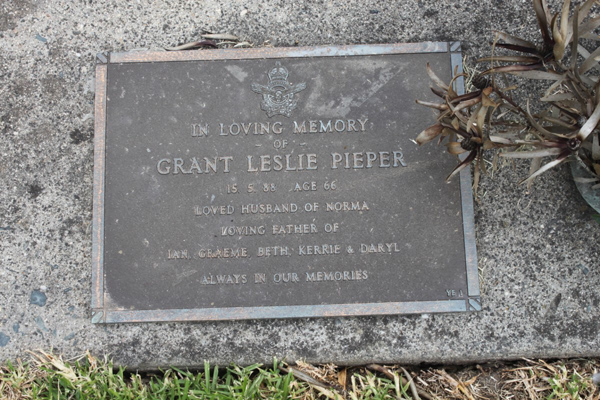 IN LOVING MEMORY
OF
GRANT LESLIE PIEPER
15. 5. 88 AGE 66
LOVED HUSBAND OF NORMA
LOVING FATHER OF
IAN, GRAEME, BETH, KERRIE & DARYL
ALWAYS IN OUR MEMORIES